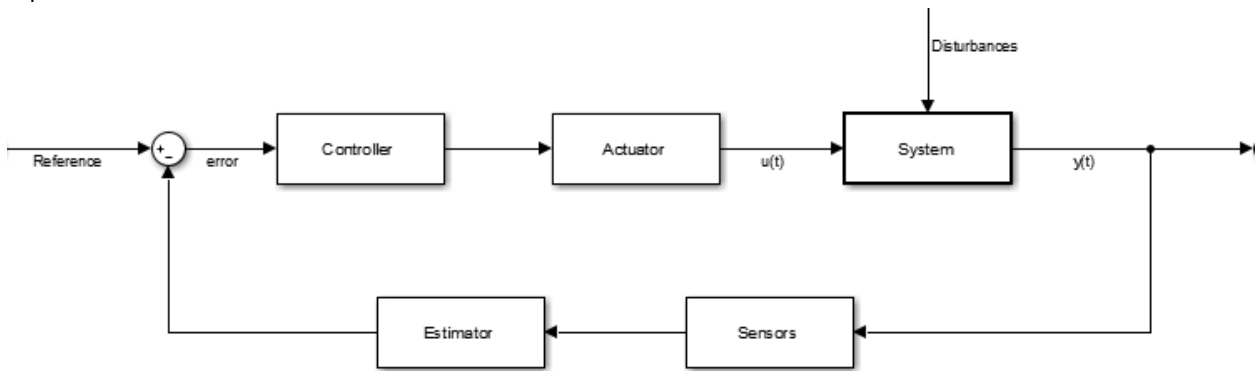 Disturbances
+
-
Controller
Actuator
System
Reference
error
u(t)
y(t)
Estimator
Sensors